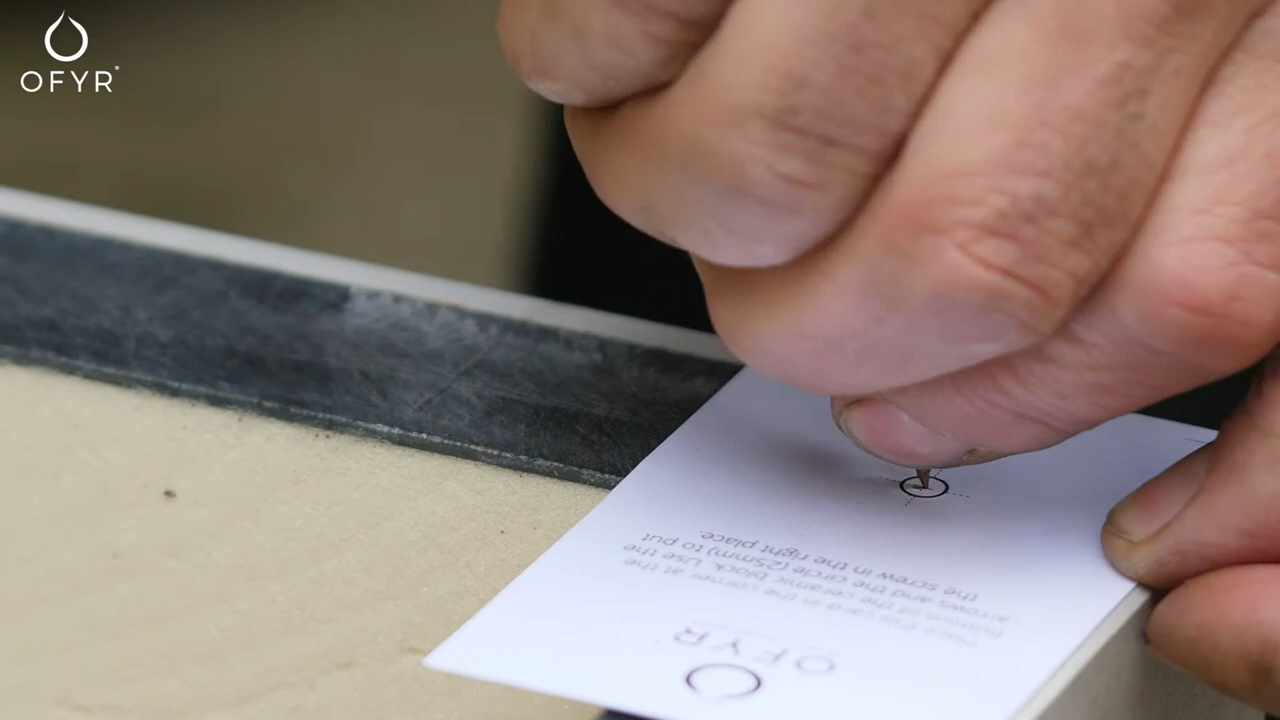 OFYR
OFYR
Place this card in the corner at the
bottom of the ceramic black. Use the
arrows and the circle (25mm) to put
the screw in the right place.